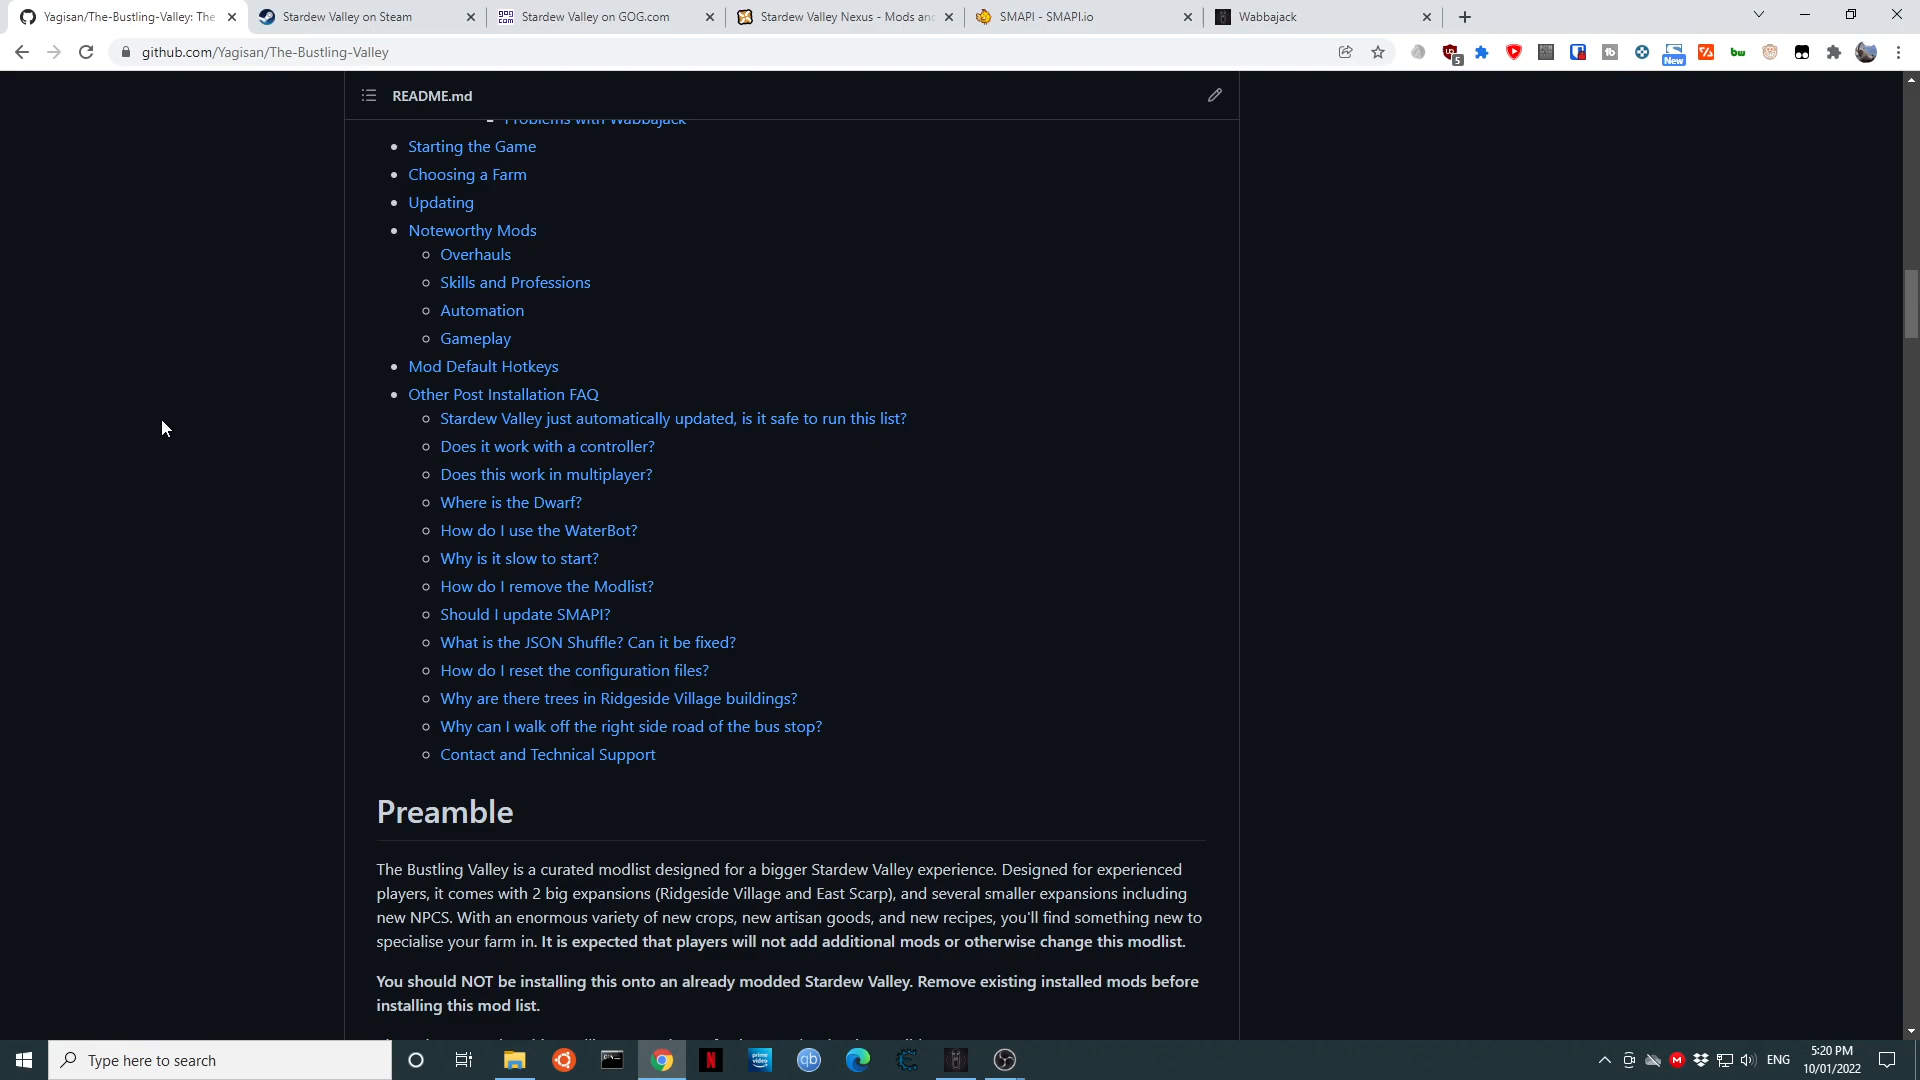 Yagisan/The-Bustling-Valley: The
Stardew Valley on Steam
gog com
Stardew Valley on GOG.com
Stardew Valley Nexus - Mods and
SMAPI - SMAPI.io
Wabbajack
github.com/Yagisan/The-Bustling-Valley
5
New
bw
README.md
Problems with Wabbajack
Starting the Game
Choosing a Farm
Updating
Noteworthy Mods
Overhauls
Skills and Professions
Automation
Gameplay
Mod Default Hotkeys
Other Post Installation FAQ
Stardew Valley just automatically updated, is it safe to run this list?
Does it work with a controller?
Does this work in multiplayer?
Where is the Dwarf?
How do I use the WaterBot?
Why is it slow to start?
How do I remove the Modlist?
Should I update SMAPI?
What is the JSON Shuffle? Can it be fixed?
How do I reset the configuration files?
Why are there trees in Ridgeside Village buildings?
Why can I walk off the right side road of the bus stop?
Contact and Technical Support
Preamble
The Bustling Valley is a curated modlist designed for a bigger Stardew Valley experience. Designed for experienced
players, it comes with 2 big expansions (Ridgeside Village and East Scarp), and several smaller expansions including
new NPCS. With an enormous variety of new crops, new artisan goods, and new recipes, you'll find something new to
specialise your farm in. It is expected that players will not add additional mods or otherwise change this modlist.
You should NOT be installing this onto an already modded Stardew Valley. Remove existing installed mods before
installing this mod list.
Type here to search
N
prime video
qb
M
ENG
5:20 PM
10/01/2022